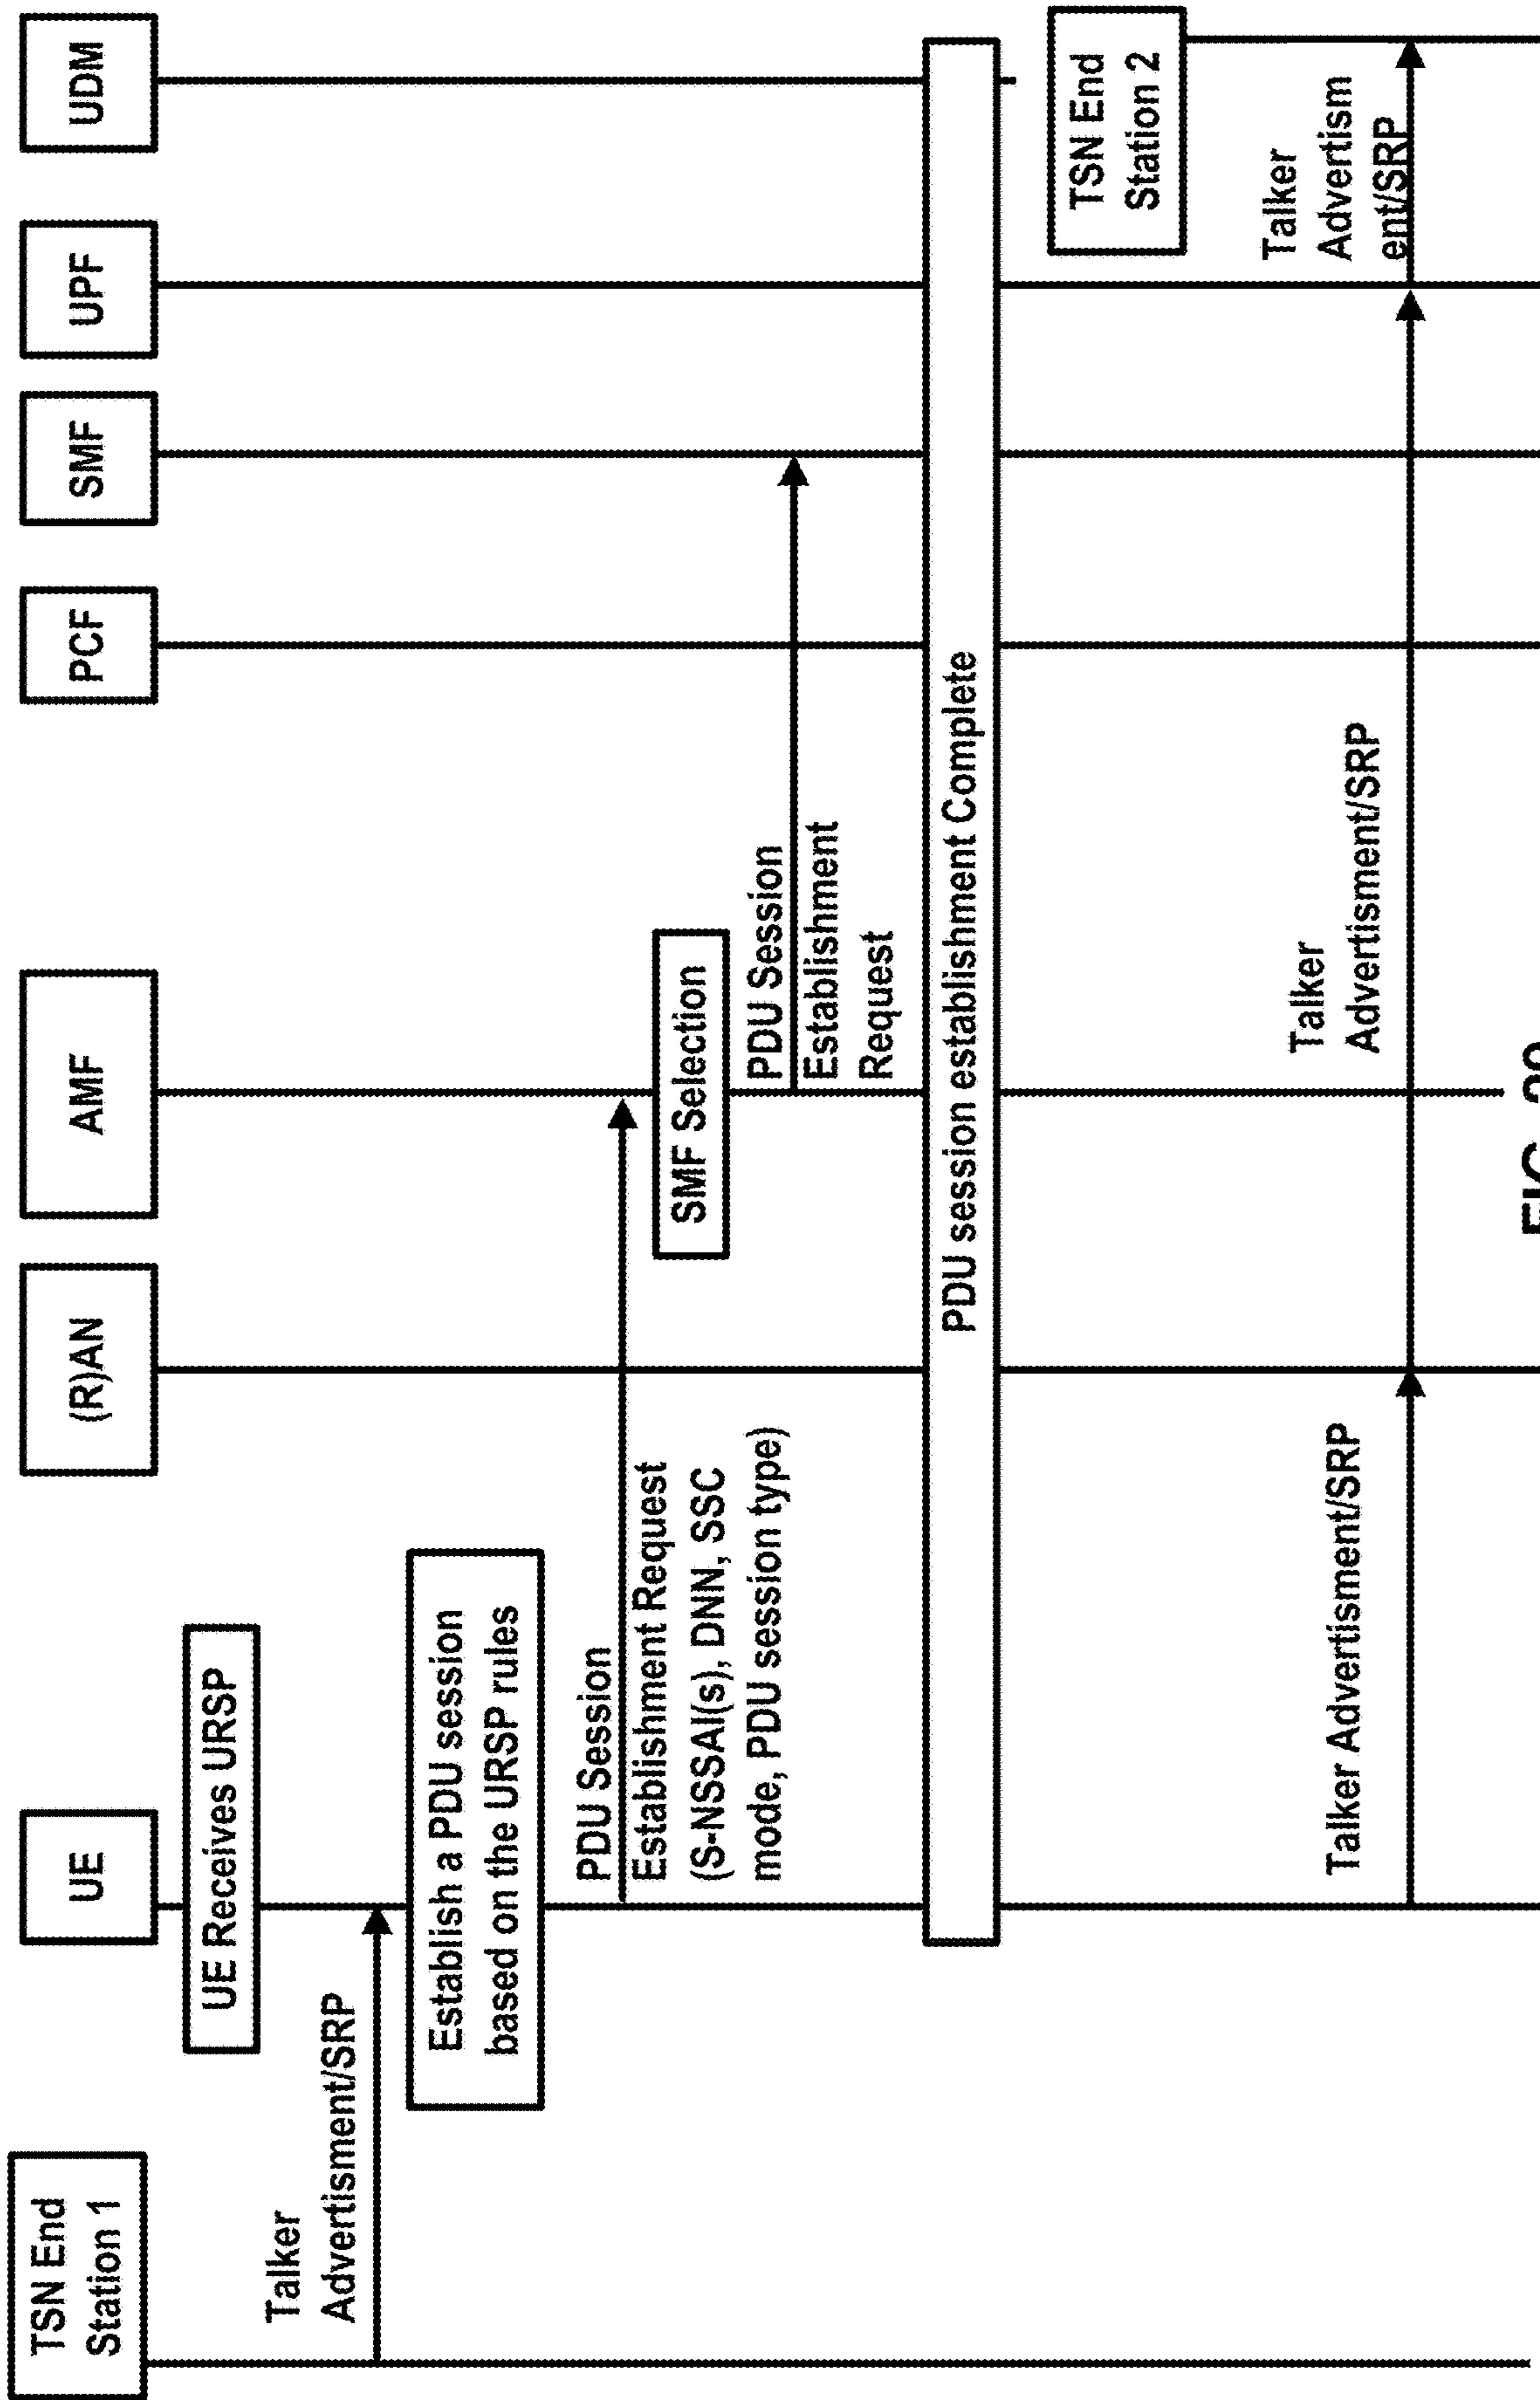 TSN End
Station 1
UE
(R)AN
AMF
PCF
SMF
UPF
UDM
UE Receives URSP
Talker
Advertisment/SRP
Establish a PDU session
based on the URSP rules
PDU Session
Establishment Request
(S-NSSAI(s), DNN, SSC
mode, PDU session type)
SMF Selection
PDU Session
Establishment
Request
PDU session establishment Complete
TSN End
Station 2
Talker Advertisment/SRP
Talker
Advertisment/SRP
Talker
Advertism
ent/SRP